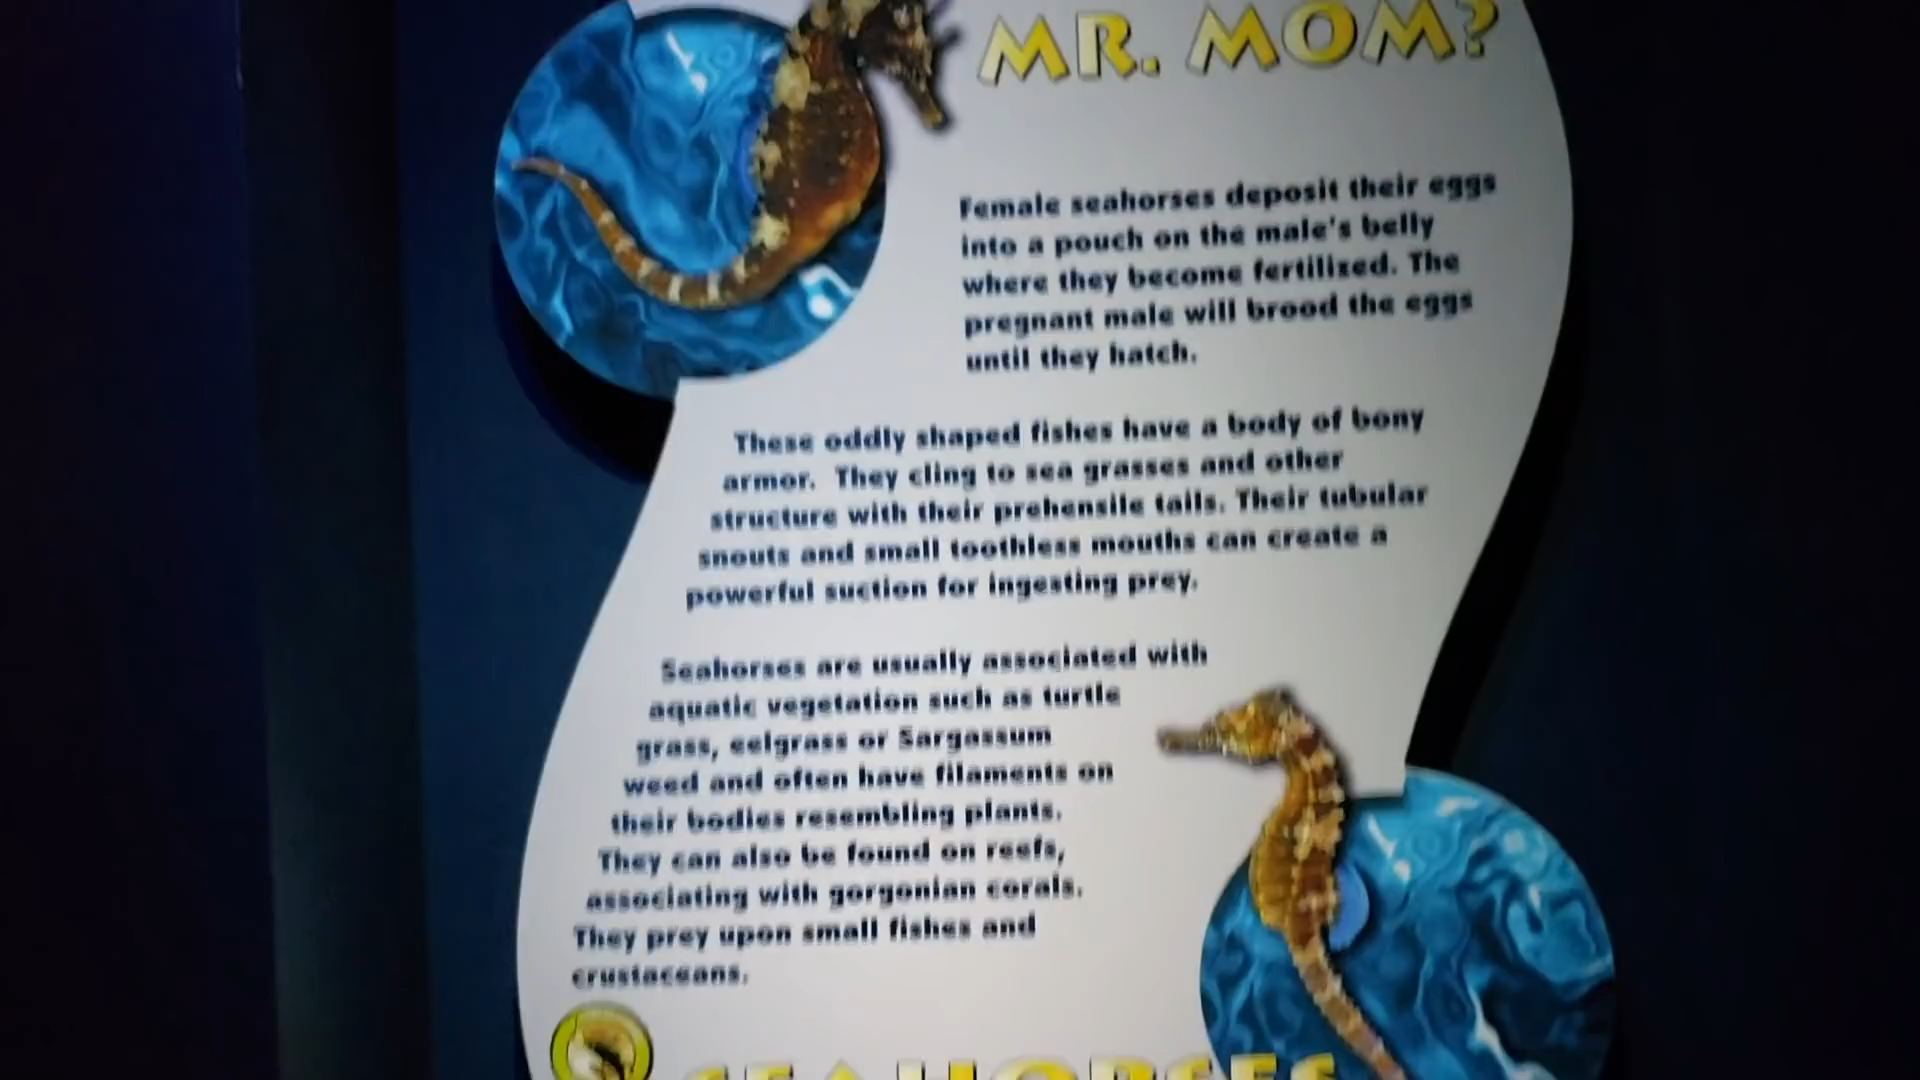 MR. MOM?
Female seahorses deposit their eggs
into a pouch on the male's belly
where they become fertilized. The
pregnant male will brood the eggs
until they hatch.
These oddly shaped fishes have a body of bony
armor. They cling to sea grasses and other
structure with their prehensile tails. Their tubular
snouts and small toothless mouths can create a
powerful suction for ingesting prey.
Seahorses are usually associated with
aquatic vegetation such as turtle
grass, eelgrass or Sargassum
weed and often have filaments on
their bodies resembling plants.
They can also be found on reefs,
associating with gorgonian corals.
They prey upon small fishes and
crustaceans.
SEAHORSES